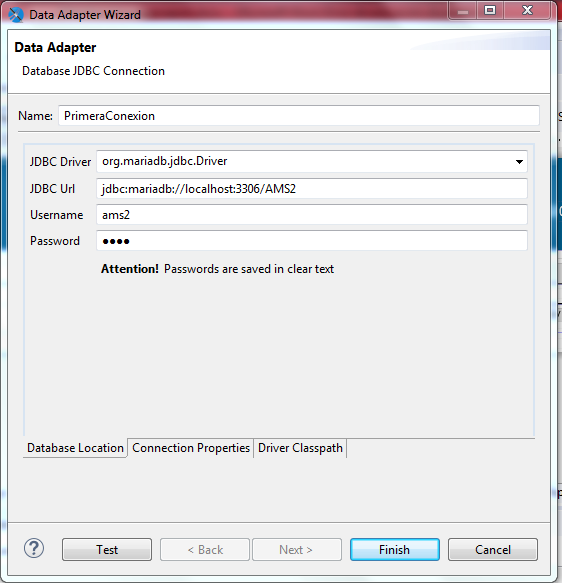 Data Adapter Wizard
Data Adapter
Database JDBC Connection
Name: PrimeraConexion
JDBC Driver org.mariadb.jdbc.Driver
JDBC Url jdbc:mariadb://localhost:3306/AMS2
Username ams2
Password ●●●●
Attention! Passwords are saved in clear text
Database Location Connection Properties Driver Classpath
? Test < Back Next > Finish Cancel